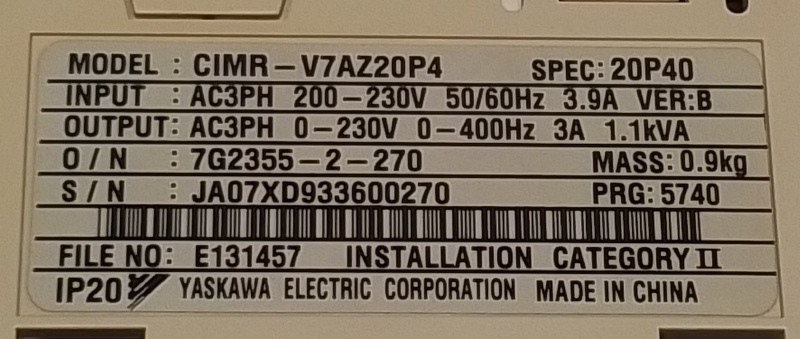 MODEL : CIMR-V7AZ20P4 SPEC: 20P40
INPUT : AC3PH 200-230V 50/60Hz 3.9A VER:B
OUTPUT: AC3PH 0-230V 0-400Hz 3A 1.1kVA
O/N : 7G2355-2-270 MASS: 0.9kg
S/N : JA07XD933600270 PRG: 5740
FILE NO: E131457 INSTALLATION CATEGORY II
IP20 YASKAWA ELECTRIC CORPORATION MADE IN CHINA